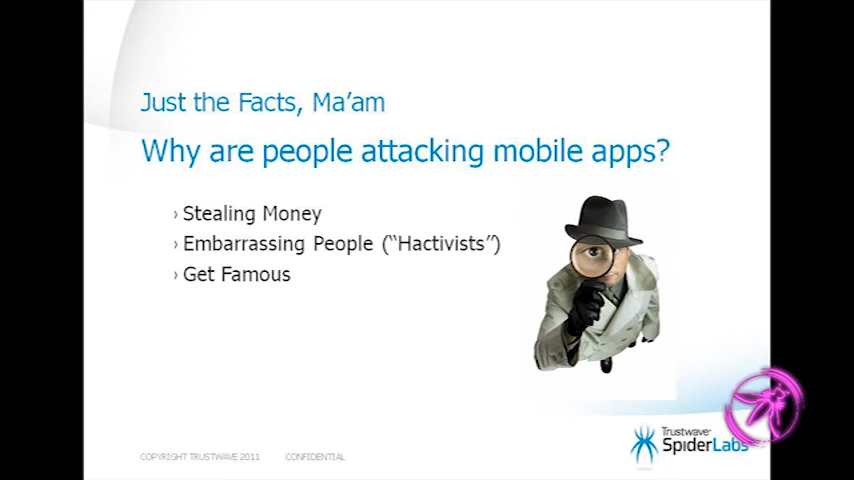 Just the Facts, Ma'am
Why are people attacking mobile apps?
› Stealing Money
› Embarrassing People (“Hactivists”)
› Get Famous
Trustwave®
SpiderLabs
COPYRIGHT TRUSTWAVE 2011 CONFIDENTIAL